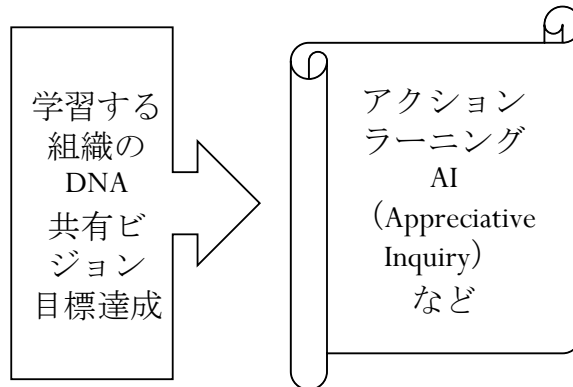 学習する
組織の
DNA
共有ビ
ジョン
目標達成
アクション
ラーニング
AI
(Appreciative
Inquiry)
など